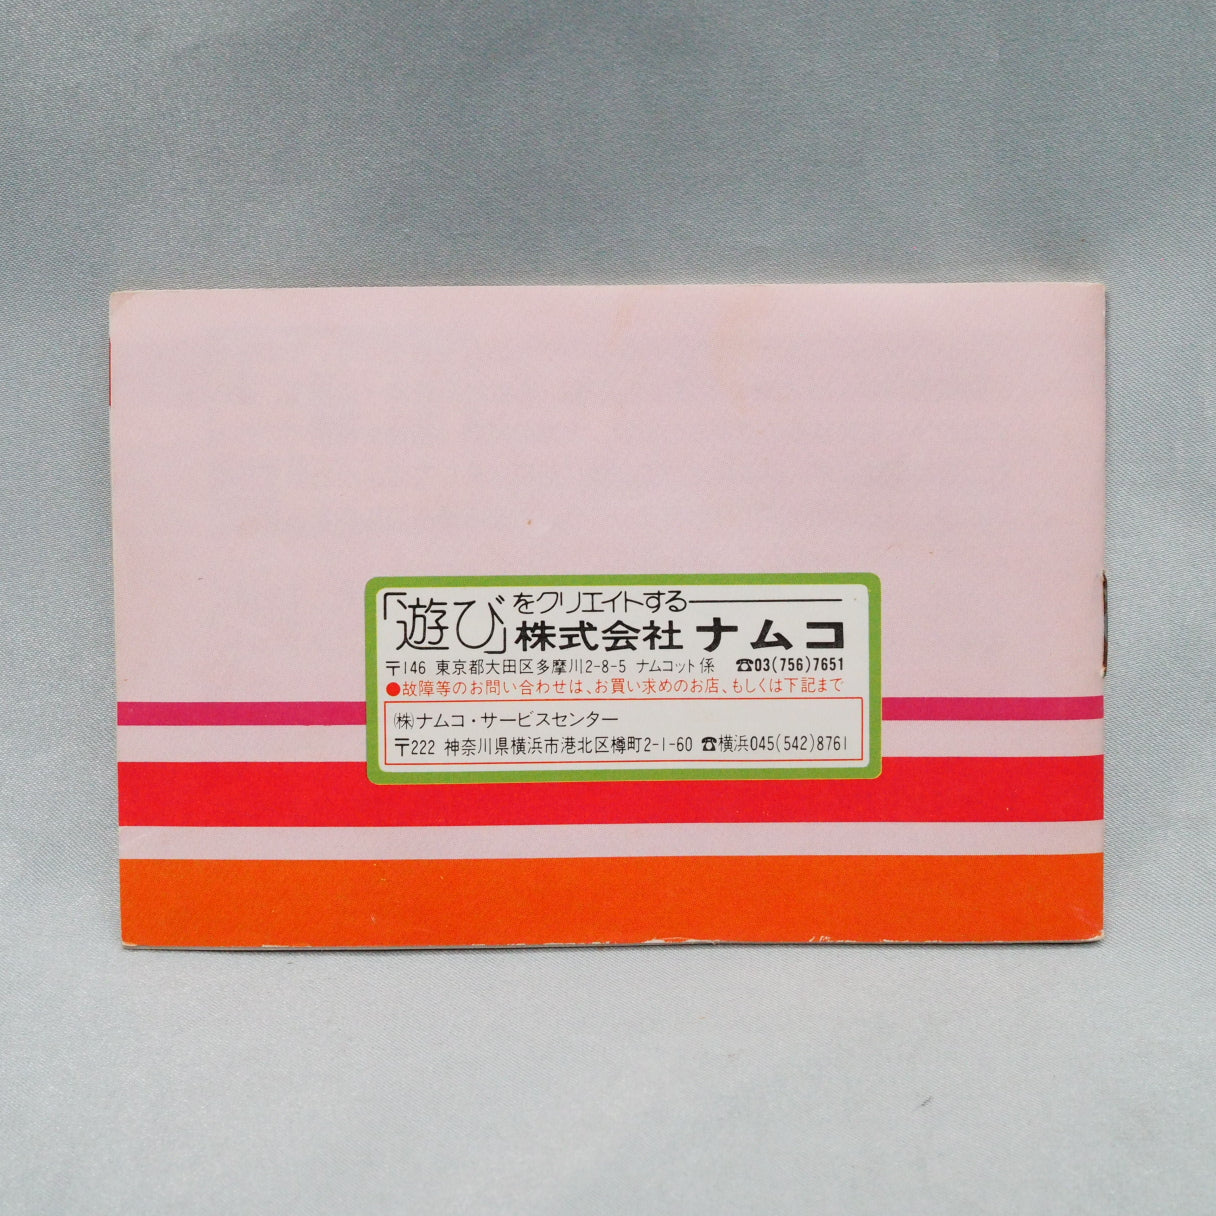 「遊び」をクリエイトする
株式会社 ナムコ
〒146 東京都大田区多摩川2-8-5 ナムコット係 ☎03(756)7651
●故障等のお問い合わせは、お買い求めのお店、もしくは下記まで
㈱ナムコ・サービスセンター
〒222 神奈川県横浜市港北区樽町2-1-60 ☎横浜045(542)8761